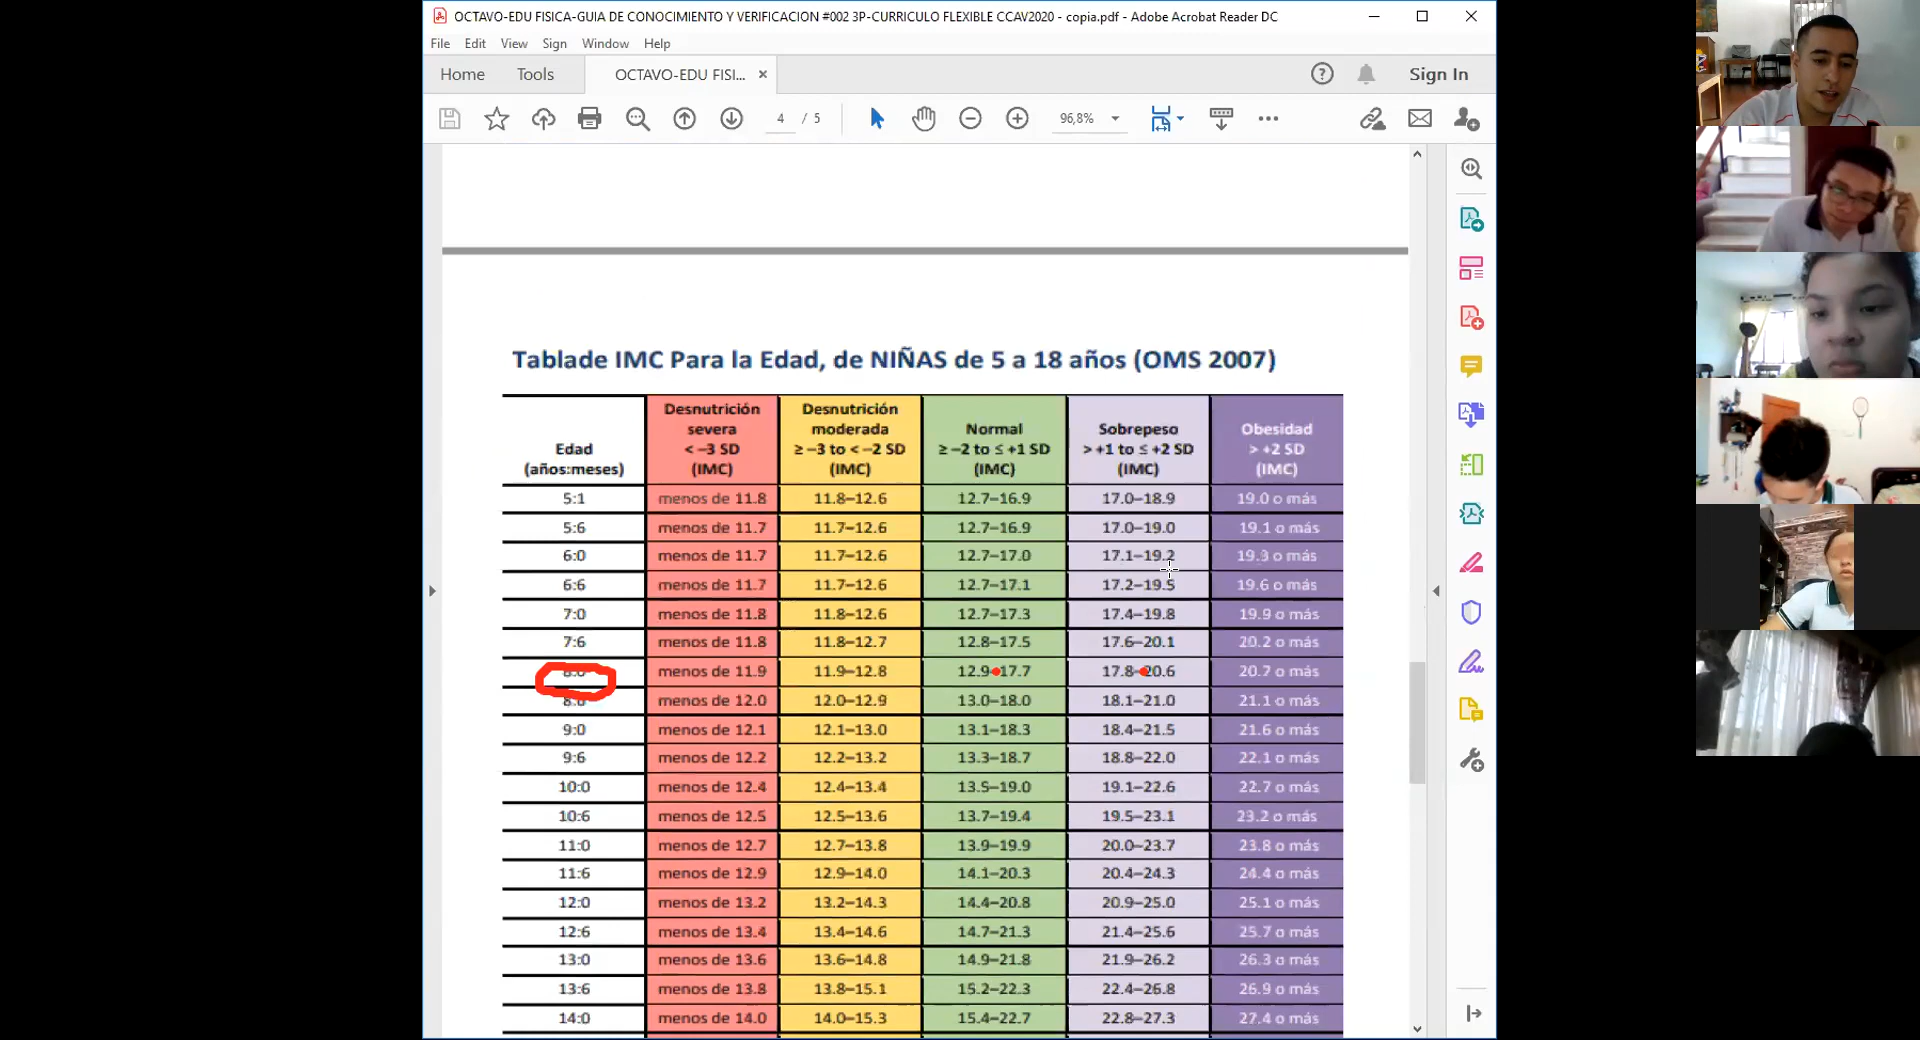 OCTAVO-EDU FISICA-GUIA DE CONOCIMIENTO Y VERIFICACION #002 3P-CURRICULO FLEXIBLE CCAV2020 - copia.pdf - Adobe Acrobat Reader DC
File Edit View Sign Window Help
Home Tools OCTAVO-EDU FISI... × Sign In
4 / 5 96,8%
Tablade IMC Para la Edad, de NIÑAS de 5 a 18 años (OMS 2007)
Edad (años:meses) Desnutrición severa < −3 SD (IMC) Desnutrición moderada ≥ −3 to < −2 SD (IMC) Normal ≥ −2 to ≤ +1 SD (IMC) Sobrepeso > +1 to ≤ +2 SD (IMC) Obesidad > +2 SD (IMC)
5:1 menos de 11.8 11.8–12.6 12.7–16.9 17.0–18.9 19.0 o más
5:6 menos de 11.7 11.7–12.6 12.7–16.9 17.0–19.0 19.1 o más
6:0 menos de 11.7 11.7–12.6 12.7–17.0 17.1–19.2 19.3 o más
6:6 menos de 11.7 11.7–12.6 12.7–17.1 17.2–19.5 19.6 o más
7:0 menos de 11.8 11.8–12.6 12.7–17.3 17.4–19.8 19.9 o más
7:6 menos de 11.8 11.8–12.7 12.8–17.5 17.6–20.1 20.2 o más
menos de 11.9 11.9–12.8 12.9–17.7 17.8–20.6 20.7 o más
menos de 12.0 12.0–12.9 13.0–18.0 18.1–21.0 21.1 o más
9:0 menos de 12.1 12.1–13.0 13.1–18.3 18.4–21.5 21.6 o más
9:6 menos de 12.2 12.2–13.2 13.3–18.7 18.8–22.0 22.1 o más
10:0 menos de 12.4 12.4–13.4 13.5–19.0 19.1–22.6 22.7 o más
10:6 menos de 12.5 12.5–13.6 13.7–19.4 19.5–23.1 23.2 o más
11:0 menos de 12.7 12.7–13.8 13.9–19.9 20.0–23.7 23.8 o más
11:6 menos de 12.9 12.9–14.0 14.1–20.3 20.4–24.3 24.4 o más
12:0 menos de 13.2 13.2–14.3 14.4–20.8 20.9–25.0 25.1 o más
12:6 menos de 13.4 13.4–14.6 14.7–21.3 21.4–25.6 25.7 o más
13:0 menos de 13.6 13.6–14.8 14.9–21.8 21.9–26.2 26.3 o más
13:6 menos de 13.8 13.8–15.1 15.2–22.3 22.4–26.8 26.9 o más
14:0 menos de 14.0 14.0–15.3 15.4–22.7 22.8–27.3 27.4 o más